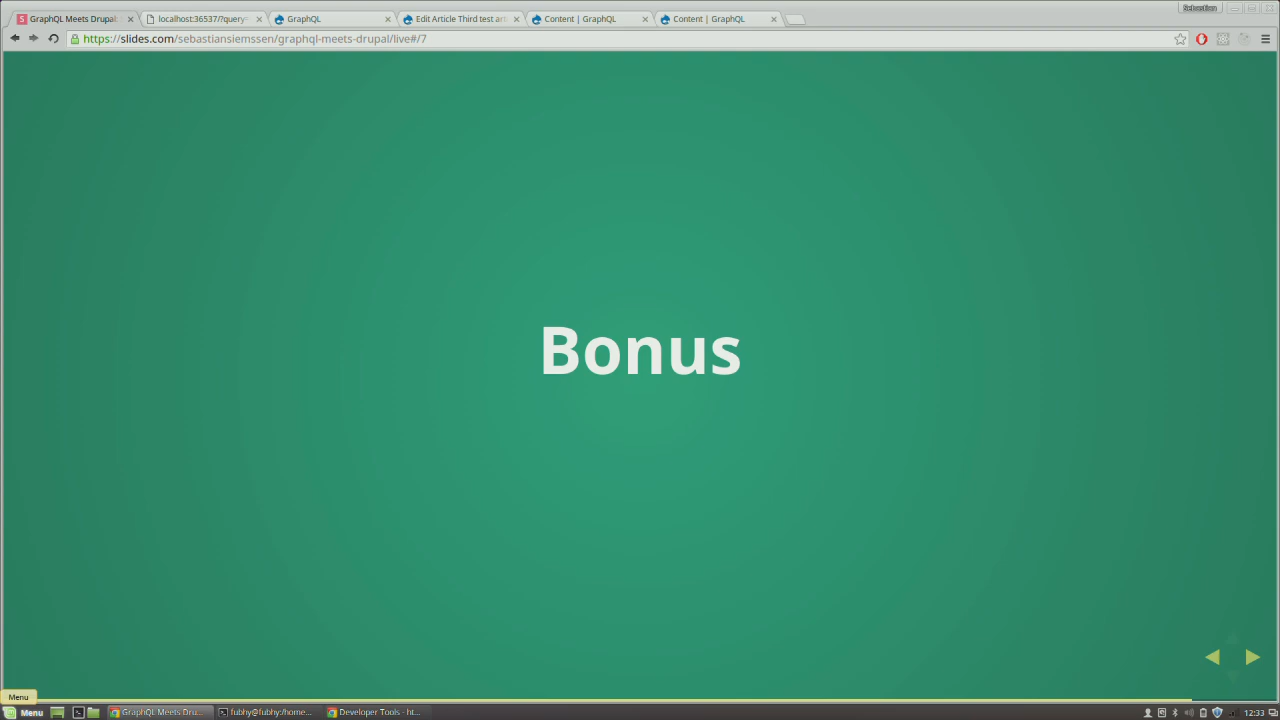 Sebastian
GraphQL Meets Drupal:
localhost:36537/?query=
GraphQL
Edit Article Third test art
Content | GraphQL
Content | GraphQL
https://slides.com/sebastiansiemssen/graphql-meets-drupal/live#/7
Bonus
Menu
Menu
GraphQL Meets Dru...
fubhy@fubhy:/home...
Developer Tools - ht...
12:33